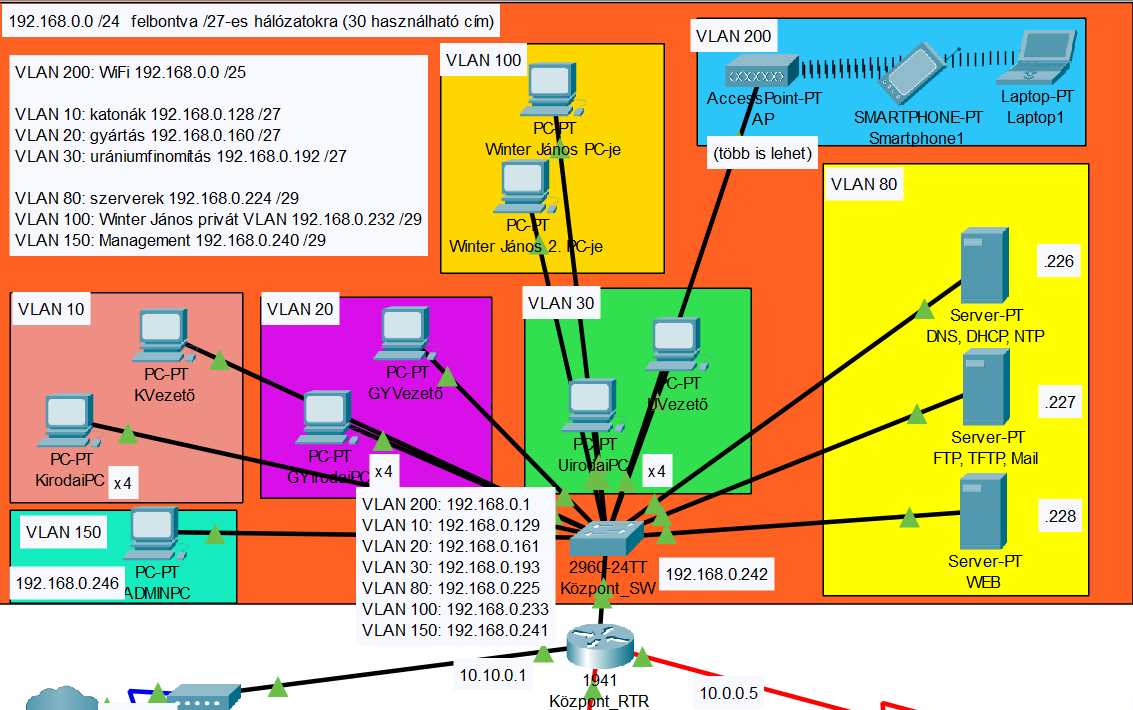 192.168.0.0 /24 felbontva /27-es hálózatokra (30 használható cím)
VLAN 200: WiFi 192.168.0.0 /25
VLAN 10: katonák 192.168.0.128 /27
VLAN 20: gyártás 192.168.0.160 /27
VLAN 30: urániumfinomítás 192.168.0.192 /27
VLAN 80: szerverek 192.168.0.224 /29
VLAN 100: Winter János privát VLAN 192.168.0.232 /29
VLAN 150: Management 192.168.0.240 /29
VLAN 100
PC-PT
Winter János PC-je
PC-PT
Winter János 2. PC-je
VLAN 200
AccessPoint-PT
AP
SMARTPHONE-PT
Smartphone1
Laptop-PT
Laptop1
(több is lehet)
VLAN 80
.226
Server-PT
DNS, DHCP, NTP
.227
Server-PT
FTP, TFTP, Mail
.228
Server-PT
WEB
VLAN 10
PC-PT
KVezető
PC-PT
KirodaiPC
x4
VLAN 20
PC-PT
GYVezető
PC-PT
GYirodaiPC
x4
VLAN 30
PC-PT
UVezető
PC-PT
UirodaiPC
x4
VLAN 150
PC-PT
ADMINPC
192.168.0.246
VLAN 200: 192.168.0.1
VLAN 10: 192.168.0.129
VLAN 20: 192.168.0.161
VLAN 30: 192.168.0.193
VLAN 80: 192.168.0.225
VLAN 100: 192.168.0.233
VLAN 150: 192.168.0.241
2960-24TT
Központ_SW
192.168.0.242
1941
Központ_RTR
10.10.0.1
10.0.0.5